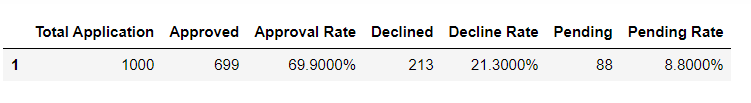 Total Application Approved Approval Rate Declined Decline Rate Pending Pending Rate
1 1000 699 69.9000% 213 21.3000% 88 8.8000%